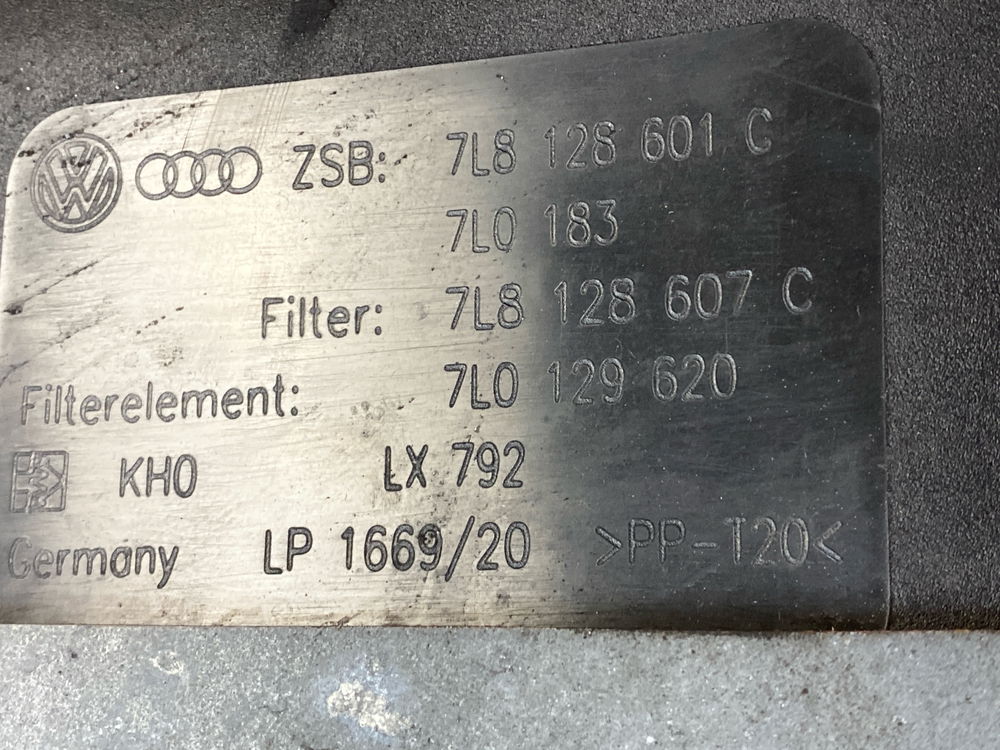 ZSB: 7L8 128 601 C
7L0 183
Filter: 7L8 128 607 C
Filterelement: 7L0 129 620
KH0 LX 792
Germany LP 1669/20 >PP-T20<